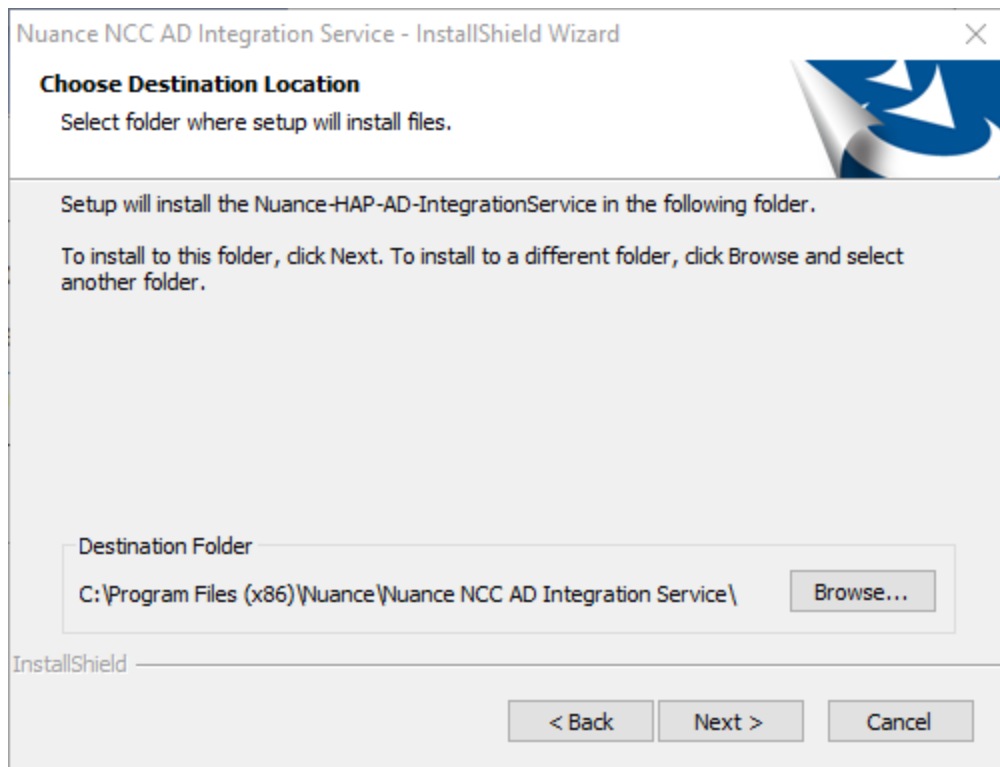 Nuance NCC AD Integration Service - InstallShield Wizard
Choose Destination Location
Select folder where setup will install files.
Setup will install the Nuance-HAP-AD-IntegrationService in the following folder.
To install to this folder, click Next. To install to a different folder, click Browse and select
another folder.
Destination Folder
C:\Program Files (x86)\Nuance\Nuance NCC AD Integration Service\
Browse...
InstallShield
< Back
Next >
Cancel